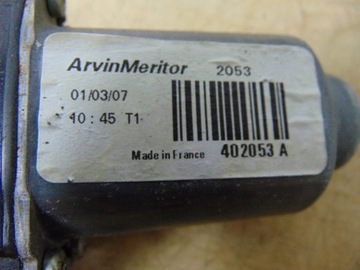 ArvinMeritor 2053
01/03/07
10:45 T1
Made in France 402053 A